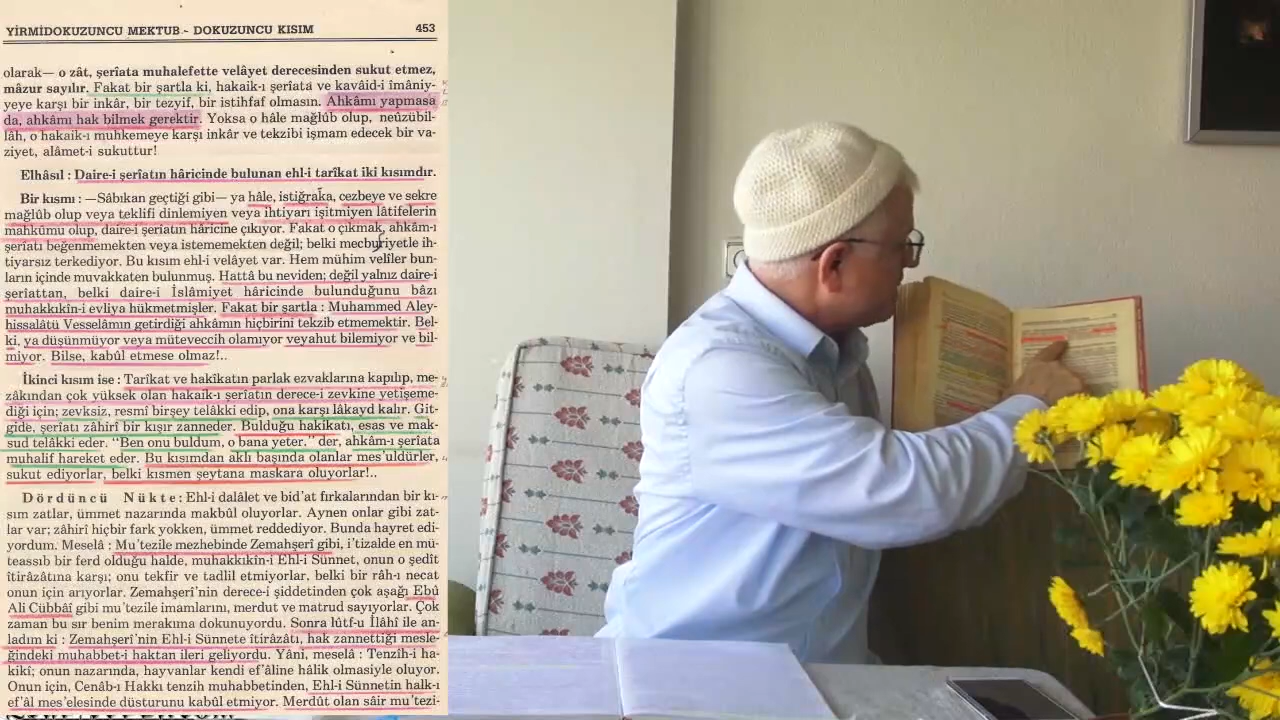 YİRMİDOKUZUNCU MEKTUB - DOKUZUNCU KISIM 453
olarak— o zât, şerîata muhalefette velâyet derecesinden sukut etmez,
mâzur sayılır. Fakat bir şartla ki, hakaik-ı şerîata ve kavâid-i îmâniy-
yeye karşı bir inkâr, bir tezyif, bir istihfaf olmasın. Ahkâmı yapmasa
da, ahkâmı hak bilmek gerektir. Yoksa o hâle mağlûb olup, neûzübil-
lâh, o hakaik-ı muhkemeye karşı inkâr ve tekzibi işmam edecek bir va-
ziyet, alâmet-i sukuttur!
Elhâsıl : Daire-i şerîatın hâricinde bulunan ehl-i tarîkat iki kısımdır.
Bir kısmı : —Sâbıkan geçtiği gibi— ya hâle, istiğraka, cezbeye ve sekre
mağlûb olup veya teklifi dinlemiyen veya ihtiyarı işitmiyen lâtifelerin
mahkûmu olup, daire-i şerîatın hâricine çıkıyor. Fakat o çıkmak, ahkâm-ı
şerîatı beğenmemekten veya istememekten değil; belki mecburiyetle ih-
tiyarsız terkediyor. Bu kısım ehl-i velâyet var. Hem mühim velîler bun-
ların içinde muvakkaten bulunmuş. Hattâ bu neviden; değil yalnız daire-i
şeriattan, belki daire-i İslâmiyet hâricinde bulunduğunu bâzı
muhakkıkîn-i evliya hükmetmişler. Fakat bir şartla : Muhammed Aley-
hissalâtü Vesselâmın getirdiği ahkâmın hiçbirini tekzib etmemektir. Bel-
ki, ya düşünmüyor veya müteveccih olamıyor veyahut bilemiyor ve bil-
miyor. Bilse, kabûl etmese olmaz!..
İkinci kısım ise : Tarîkat ve hakîkatın parlak ezvaklarına kapılıp, me-
zâkından çok yüksek olan hakaik-ı şerîatın derece-i zevkine yetişeme-
diği için; zevksiz, resmî birşey telâkki edip, ona karşı lâkayd kalır. Git-
gide, şerîatı zâhirî bir kışır zanneder. Bulduğu hakikatı, esas ve mak-
sud telâkki eder. "Ben onu buldum, o bana yeter." der, ahkâm-ı şerîata
muhalif hareket eder. Bu kısımdan aklı başında olanlar mes'uldürler,
sukut ediyorlar, belki kısmen şeytana maskara oluyorlar!..
Dördüncü Nükte: Ehl-i dalâlet ve bid'at fırkalarından bir kı-
sım zatlar, ümmet nazarında makbûl oluyorlar. Aynen onlar gibi zat-
lar var; zâhirî hiçbir fark yokken, ümmet reddediyor. Bunda hayret edi-
yordum. Meselâ : Mu'tezile mezhebinde Zemahşerî gibi, i'tizalde en mü-
teassıb bir ferd olduğu halde, muhakkıkîn-i Ehl-i Sünnet, onun o şedît
îtirâzâtına karşı; onu tekfir ve tadlil etmiyorlar, belki bir râh-ı necat
onun için arıyorlar. Zemahşerî'nin derece-i şiddetinden çok aşağı Ebû
Ali Cübbâî gibi mu'tezile imamlarını, merdut ve matrud sayıyorlar. Çok
zaman bu sır benim merakıma dokunuyordu. Sonra lûtf-u İlâhî ile an-
ladım ki : Zemahşerî'nin Ehl-i Sünnete îtirâzâtı, hak zannettiği mesle-
ğindeki muhabbet-i haktan ileri geliyordu. Yâni, meselâ : Tenzîh-i ha-
kikî; onun nazarında, hayvanlar kendi ef'âline hâlik olmasiyle oluyor.
Onun için, Cenâb-ı Hakkı tenzih muhabbetinden, Ehl-i Sünnetin halk-ı
ef'âl mes'elesinde düsturunu kabûl etmiyor. Merdût olan sâir mu'tezi-